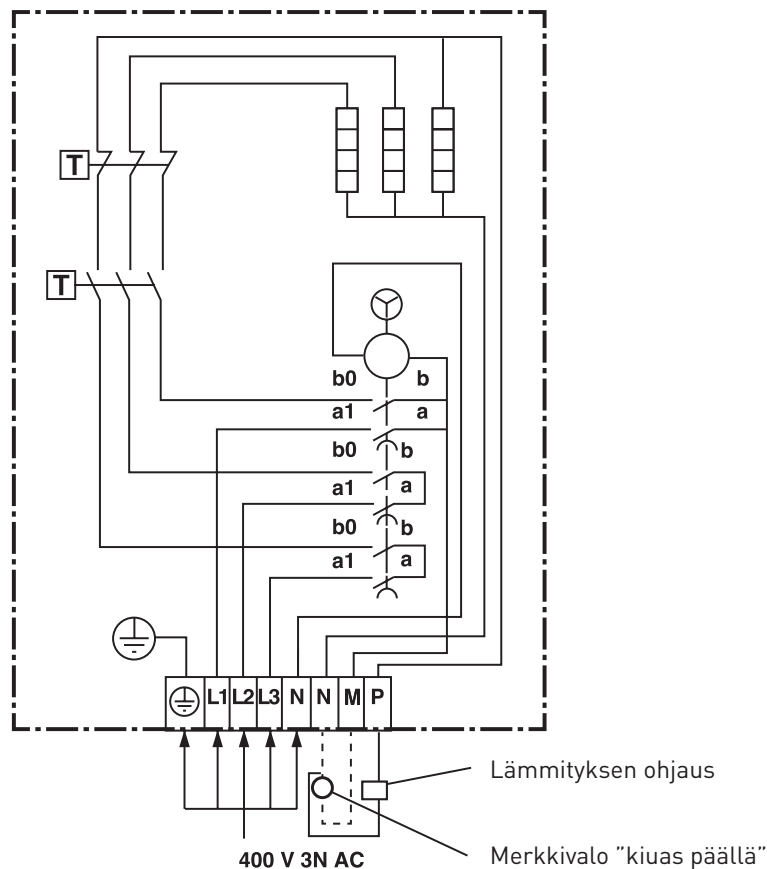 T
T
b0 b
a1 a
b0 b
a1 a
b0 b
a1 a
L1 L2 L3 N N M P
Lämmityksen ohjaus
400 V 3N AC
Merkkivalo ”kiuas päällä”